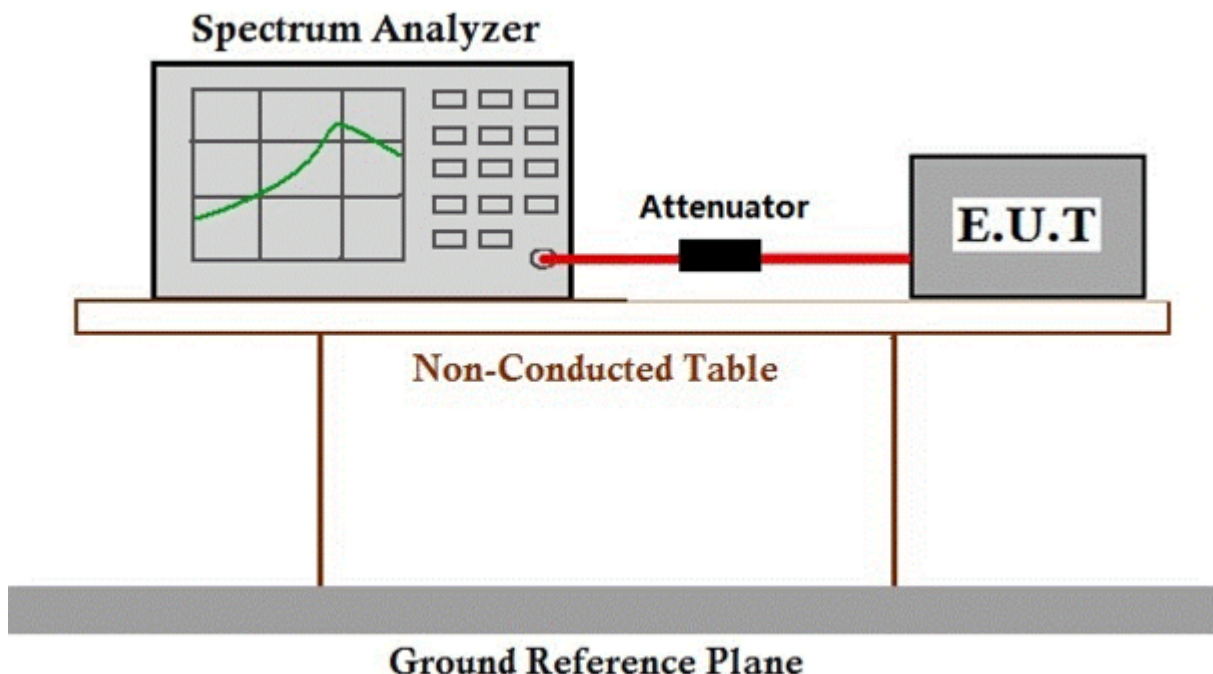 Spectrum Analyzer
Attenuator
E.U.T
Non-Conducted Table
Ground Reference Plane